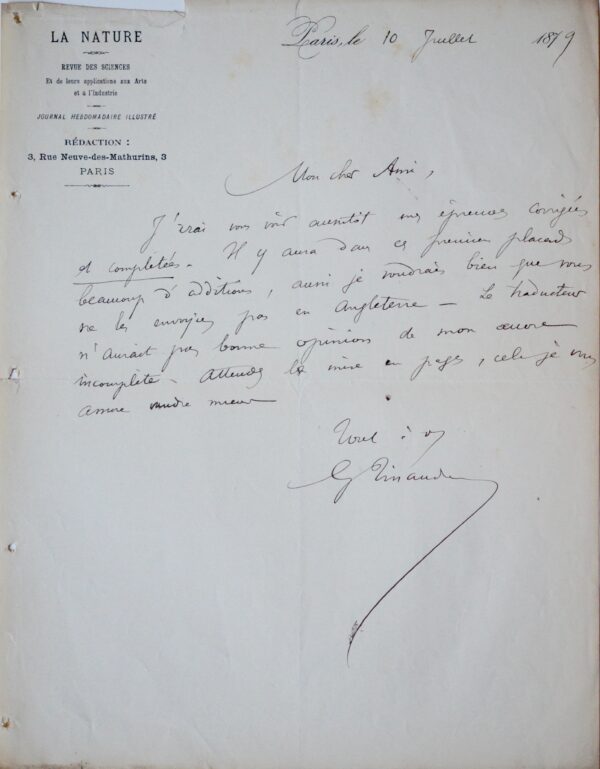 LA NATURE
REVUE DES SCIENCES
Et de leurs applications aux Arts
et à l'Industrie
JOURNAL HEBDOMADAIRE ILLUSTRÉ
RÉDACTION :
3, Rue Neuve-des-Mathurins, 3
PARIS
Paris, le 10 Juillet 1879
Mon cher Ami,
J'irai vous voir aussitôt mes épreuves corrigées
et complétées. Il y aura dans ces premiers placards
beaucoup d'additions, aussi je voudrais bien que vous
ne les envoyiez pas en Angleterre – Le traducteur
n'aurait pas bonne opinion de mon œuvre
incomplète. Attendez la mise en pages, cela je vous
assure vaudra mieux
Tout à vs
G Tissandier